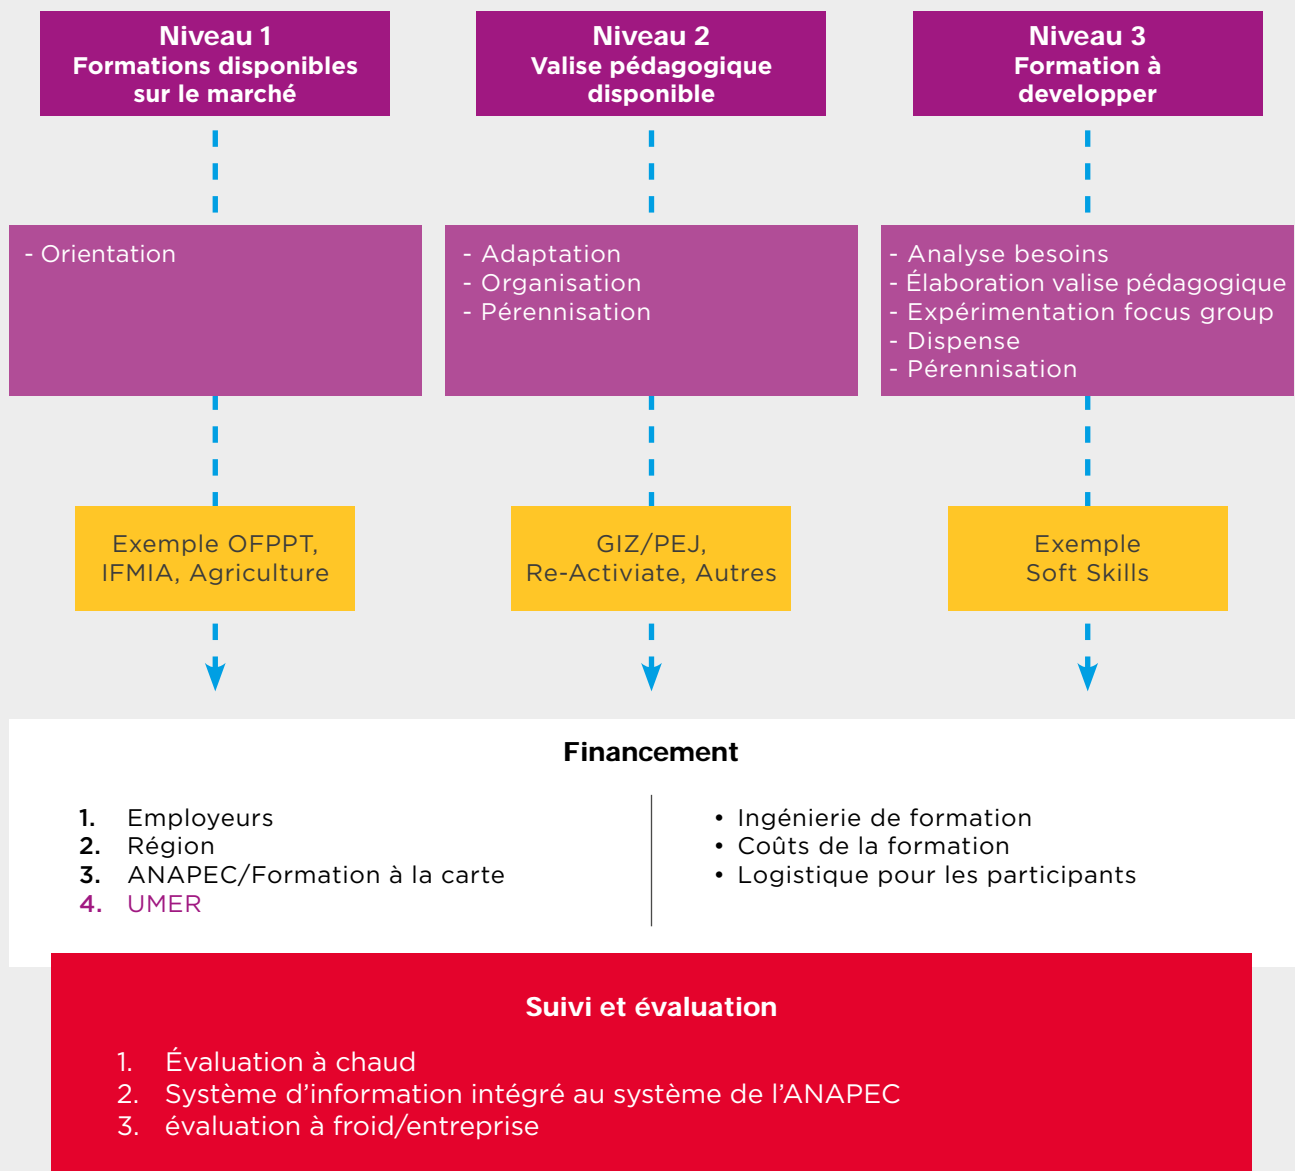 Niveau 1
Formations disponibles
sur le marché
Niveau 2
Valise pédagogique
disponible
Niveau 3
Formation à
developper
- Orientation
- Adaptation
- Organisation
- Pérennisation
- Analyse besoins
- Élaboration valise pédagogique
- Expérimentation focus group
- Dispense
- Pérennisation
Exemple OFPPT,
IFMIA, Agriculture
GIZ/PEJ,
Re-Activiate, Autres
Exemple
Soft Skills
Financement
1. Employeurs
2. Région
3. ANAPEC/Formation à la carte
4. UMER
• Ingénierie de formation
• Coûts de la formation
• Logistique pour les participants
Suivi et évaluation
1. Évaluation à chaud
2. Système d'information intégré au système de l'ANAPEC
3. évaluation à froid/entreprise